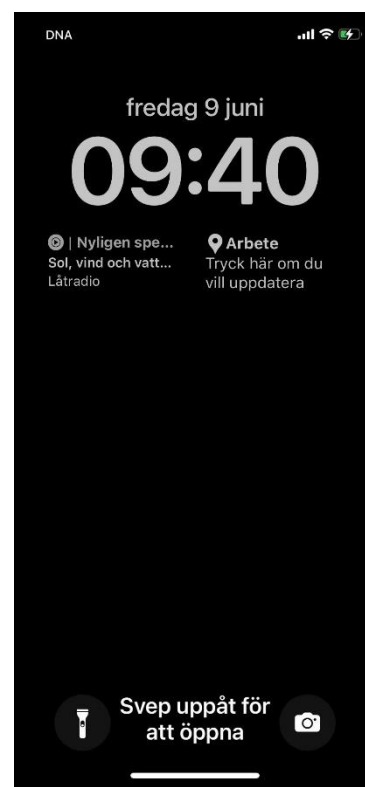 DNA
fredag 9 juni
09:40
| Nyligen spe...
Sol, vind och vatt...
Låtradio
Arbete
Tryck här om du
vill uppdatera
Svep uppåt för
att öppna